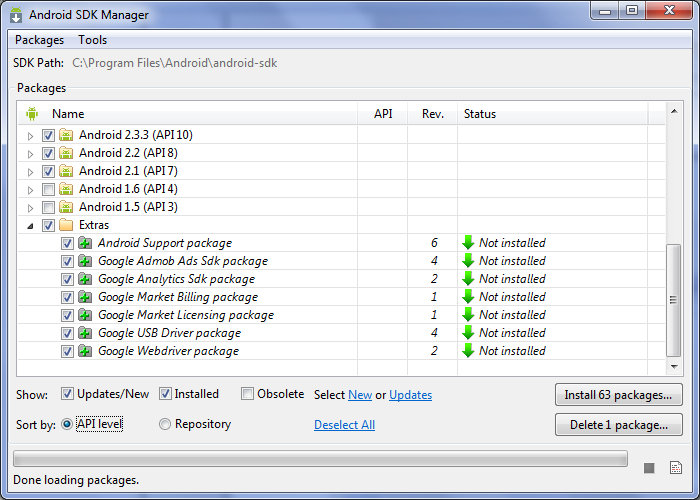 Android SDK Manager
Packages Tools
SDK Path: C:\Program Files\Android\android-sdk
Packages
Name API Rev. Status
Android 2.3.3 (API 10)
Android 2.2 (API 8)
Android 2.1 (API 7)
Android 1.6 (API 4)
Android 1.5 (API 3)
Extras
Android Support package 6 Not installed
Google Admob Ads Sdk package 4 Not installed
Google Analytics Sdk package 2 Not installed
Google Market Billing package 1 Not installed
Google Market Licensing package 1 Not installed
Google USB Driver package 4 Not installed
Google Webdriver package 2 Not installed
Show: Updates/New Installed Obsolete Select New or Updates Install 63 packages...
Sort by: API level Repository Deselect All Delete 1 package...
Done loading packages.